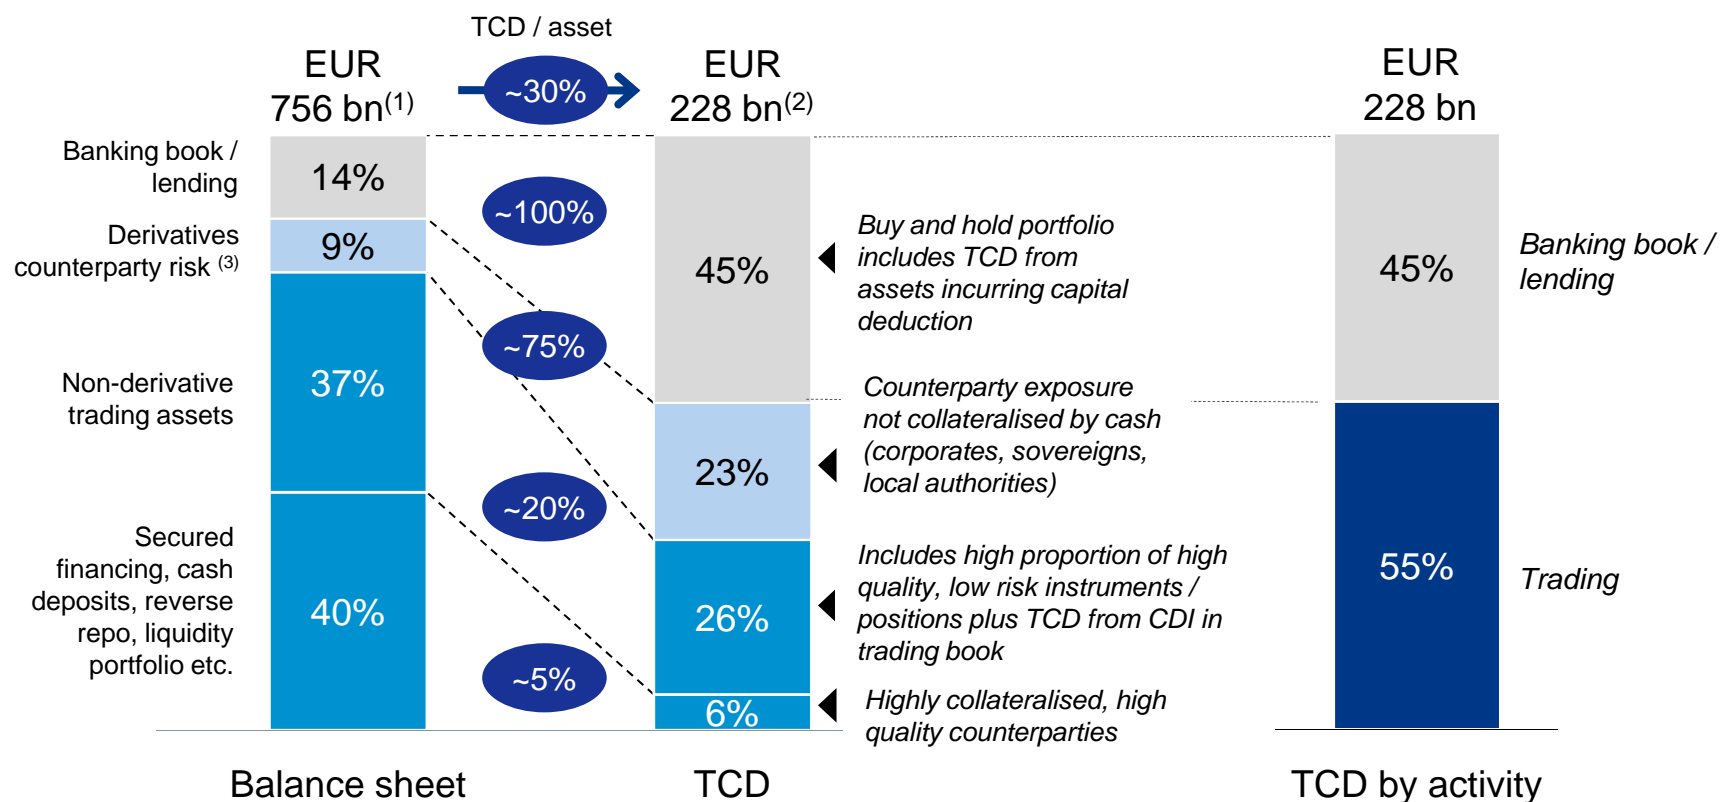 TCD / asset
EUR
756 bn(1)
~30%
EUR
228 bn(2)
EUR
228 bn
Banking book /
lending
14%
~100%
45%
Buy and hold portfolio
includes TCD from
assets incurring capital
deduction
45%
Banking book /
lending
Derivatives
counterparty risk (3)
9%
~75%
23%
Counterparty exposure
not collateralised by cash
(corporates, sovereigns,
local authorities)
Non-derivative
trading assets
37%
~20%
26%
Includes high proportion of high
quality, low risk instruments /
positions plus TCD from CDI in
trading book
55%
Trading
Secured
financing, cash
deposits, reverse
repo, liquidity
portfolio etc.
40%
~5%
6%
Highly collateralised, high
quality counterparties
Balance sheet
TCD
TCD by activity